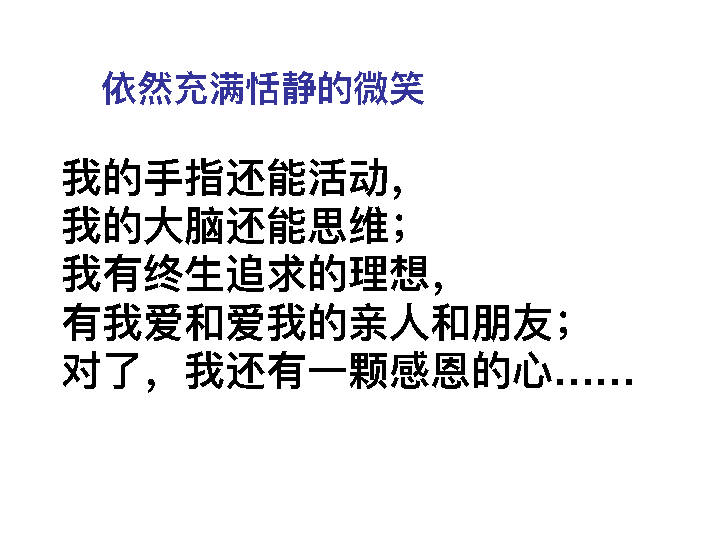 依然充满恬静的微笑
我的手指还能活动，
我的大脑还能思维；
我有终生追求的理想，
有我爱和爱我的亲人和朋友；
对了，我还有一颗感恩的心……